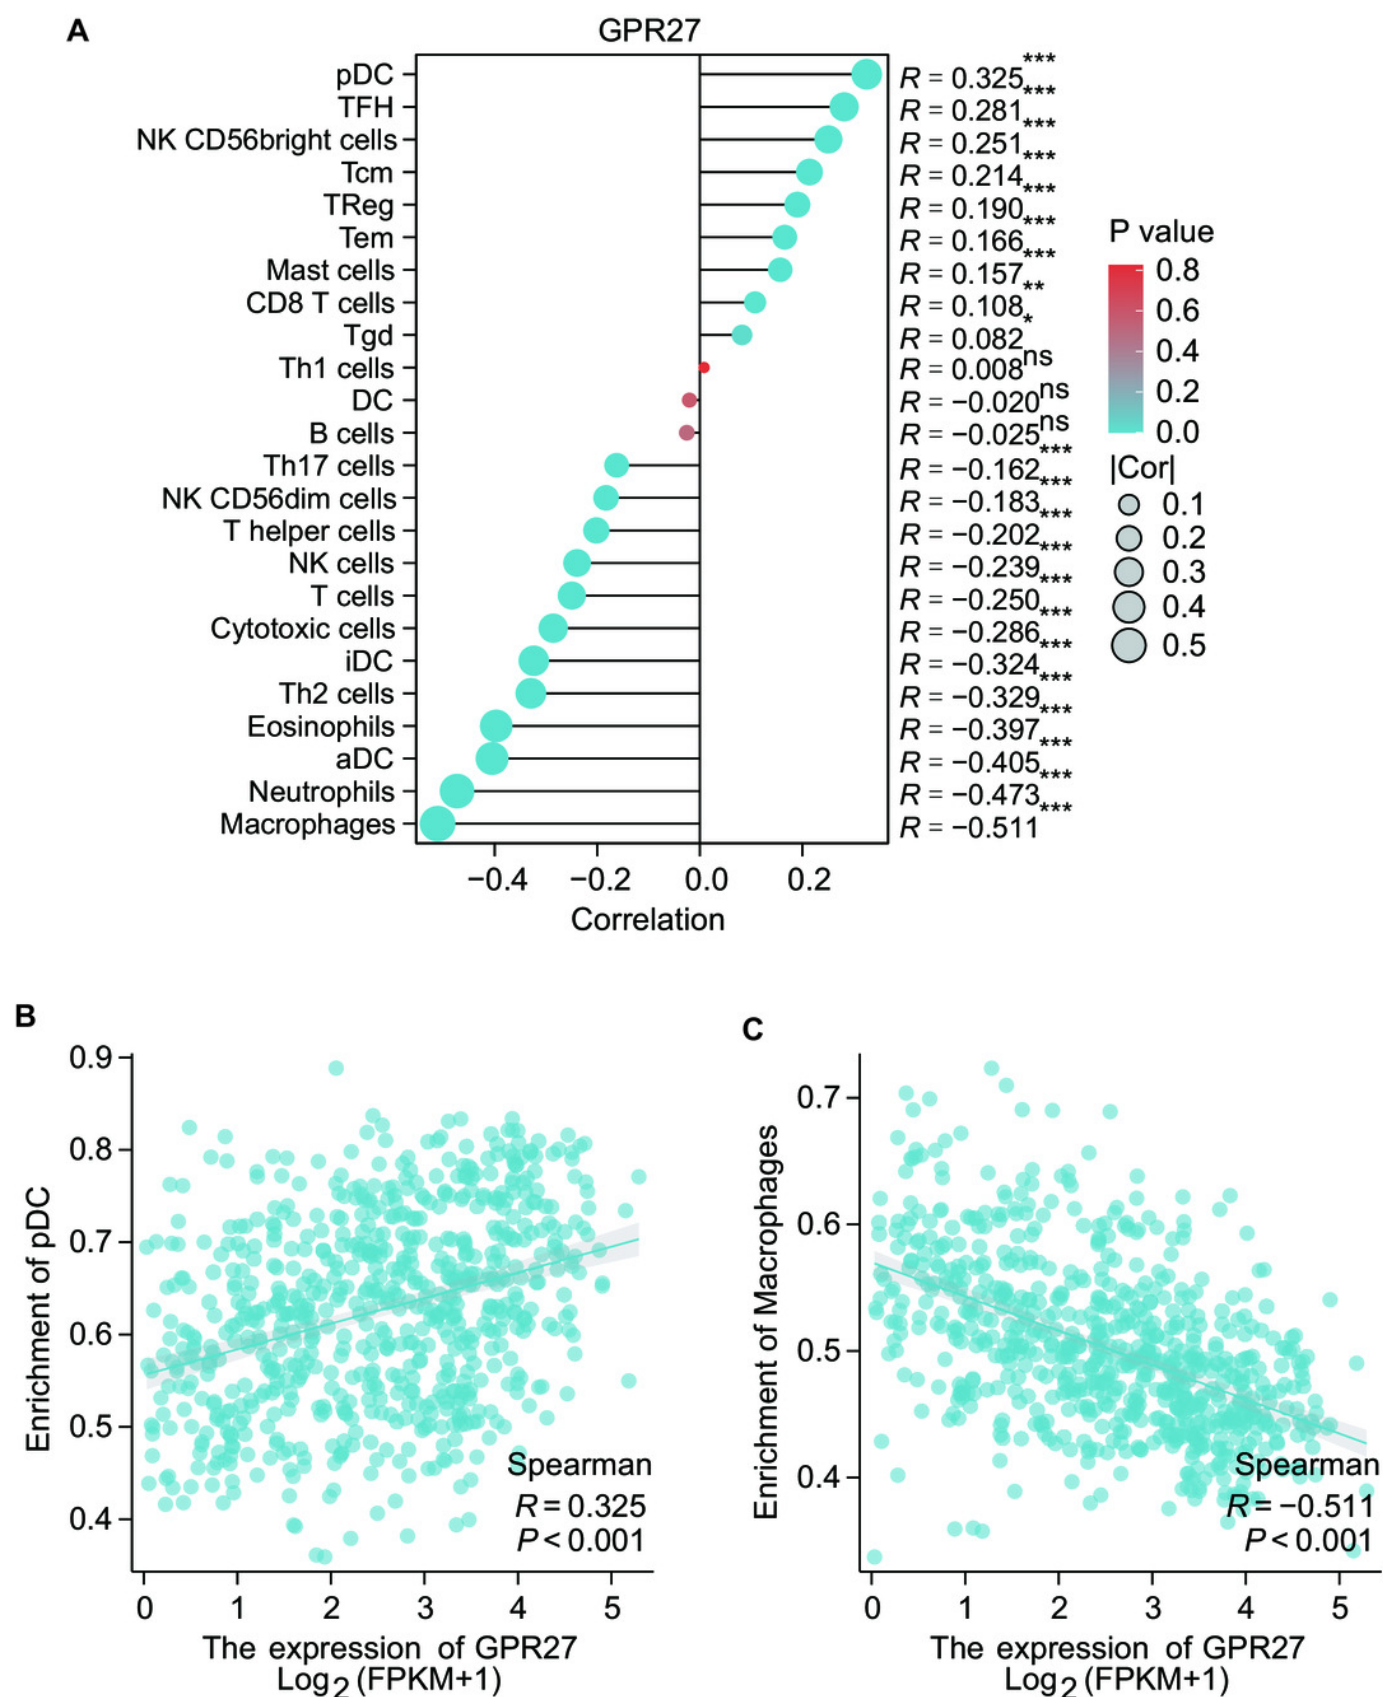 A
GPR27
pDC R = 0.325***
TFH R = 0.281***
NK CD56bright cells R = 0.251***
Tcm R = 0.214***
TReg R = 0.190***
Tem R = 0.166***
Mast cells R = 0.157***
CD8 T cells R = 0.108**
Tgd R = 0.082*
Th1 cells R = 0.008ns
DC R = −0.020ns
B cells R = −0.025ns
Th17 cells R = −0.162***
NK CD56dim cells R = −0.183***
T helper cells R = −0.202***
NK cells R = −0.239***
T cells R = −0.250***
Cytotoxic cells R = −0.286***
iDC R = −0.324***
Th2 cells R = −0.329***
Eosinophils R = −0.397***
aDC R = −0.405***
Neutrophils R = −0.473***
Macrophages R = −0.511***
−0.4 −0.2 0.0 0.2
Correlation
P value
0.8
0.6
0.4
0.2
0.0
|Cor|
0.1
0.2
0.3
0.4
0.5
B
Enrichment of pDC
0.9
0.8
0.7
0.6
0.5
0.4
Spearman
R = 0.325
P < 0.001
0 1 2 3 4 5
The expression of GPR27
Log2 (FPKM+1)
C
Enrichment of Macrophages
0.7
0.6
0.5
0.4
Spearman
R = −0.511
P < 0.001
0 1 2 3 4 5
The expression of GPR27
Log2 (FPKM+1)